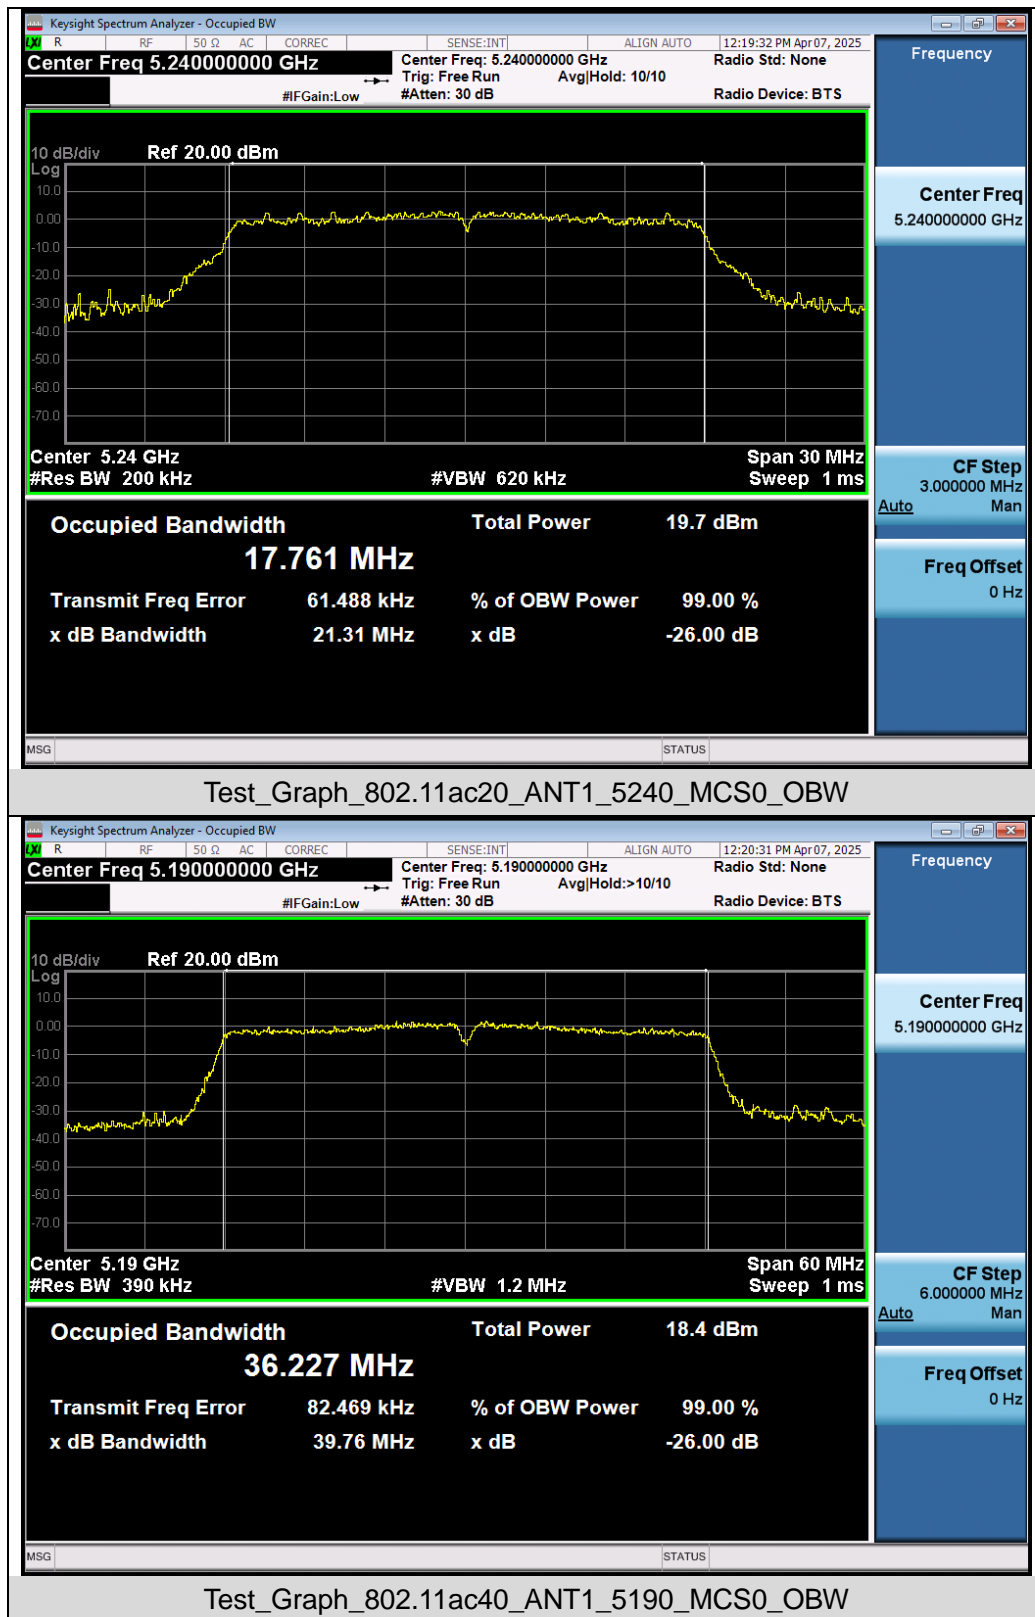 Keysight Spectrum Analyzer - Occupied BW
LXI R RF 50 Ω AC CORREC SENSE:INT ALIGN AUTO 12:19:32 PM Apr 07, 2025
Center Freq 5.240000000 GHz
Center Freq: 5.240000000 GHz Radio Std: None
Trig: Free Run Avg|Hold: 10/10
#IFGain:Low #Atten: 30 dB Radio Device: BTS
Frequency
10 dB/div Ref 20.00 dBm
Log
10.0
0.00
-10.0
-20.0
-30.0
-40.0
-50.0
-60.0
-70.0
Center Freq
5.240000000 GHz
Center 5.24 GHz Span 30 MHz
#Res BW 200 kHz #VBW 620 kHz Sweep 1 ms
CF Step
3.000000 MHz
Auto Man
Freq Offset
0 Hz
Occupied Bandwidth Total Power 19.7 dBm
17.761 MHz
Transmit Freq Error 61.488 kHz % of OBW Power 99.00 %
x dB Bandwidth 21.31 MHz x dB -26.00 dB
MSG STATUS
Test_Graph_802.11ac20_ANT1_5240_MCS0_OBW
Keysight Spectrum Analyzer - Occupied BW
LXI R RF 50 Ω AC CORREC SENSE:INT ALIGN AUTO 12:20:31 PM Apr 07, 2025
Center Freq 5.190000000 GHz
Center Freq: 5.190000000 GHz Radio Std: None
Trig: Free Run Avg|Hold:>10/10
#IFGain:Low #Atten: 30 dB Radio Device: BTS
Frequency
10 dB/div Ref 20.00 dBm
Log
10.0
0.00
-10.0
-20.0
-30.0
-40.0
-50.0
-60.0
-70.0
Center Freq
5.190000000 GHz
Center 5.19 GHz Span 60 MHz
#Res BW 390 kHz #VBW 1.2 MHz Sweep 1 ms
CF Step
6.000000 MHz
Auto Man
Freq Offset
0 Hz
Occupied Bandwidth Total Power 18.4 dBm
36.227 MHz
Transmit Freq Error 82.469 kHz % of OBW Power 99.00 %
x dB Bandwidth 39.76 MHz x dB -26.00 dB
MSG STATUS
Test_Graph_802.11ac40_ANT1_5190_MCS0_OBW